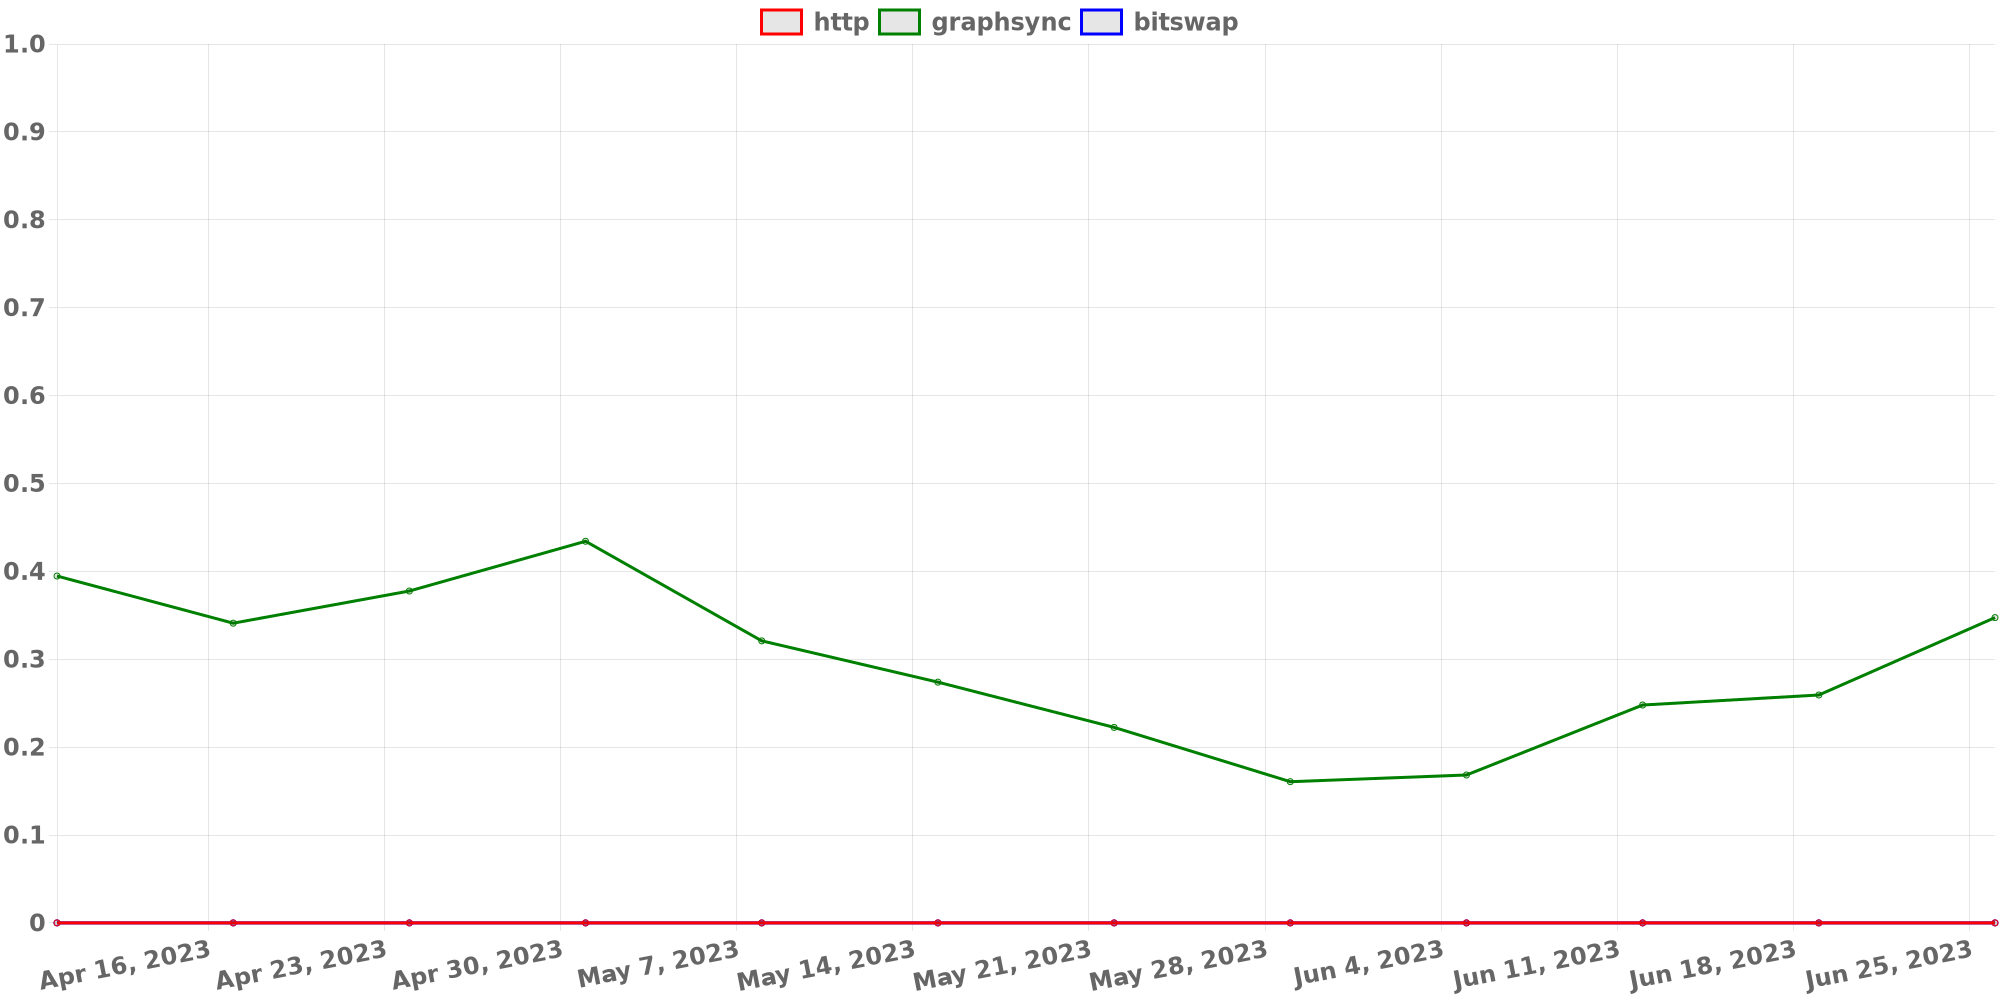 http graphsync bitswap
1.0
0.9
0.8
0.7
0.6
0.5
0.4
0.3
0.2
0.1
0
Apr 16, 2023
Apr 23, 2023
Apr 30, 2023
May 7, 2023
May 14, 2023
May 21, 2023
May 28, 2023
Jun 4, 2023
Jun 11, 2023
Jun 18, 2023
Jun 25, 2023